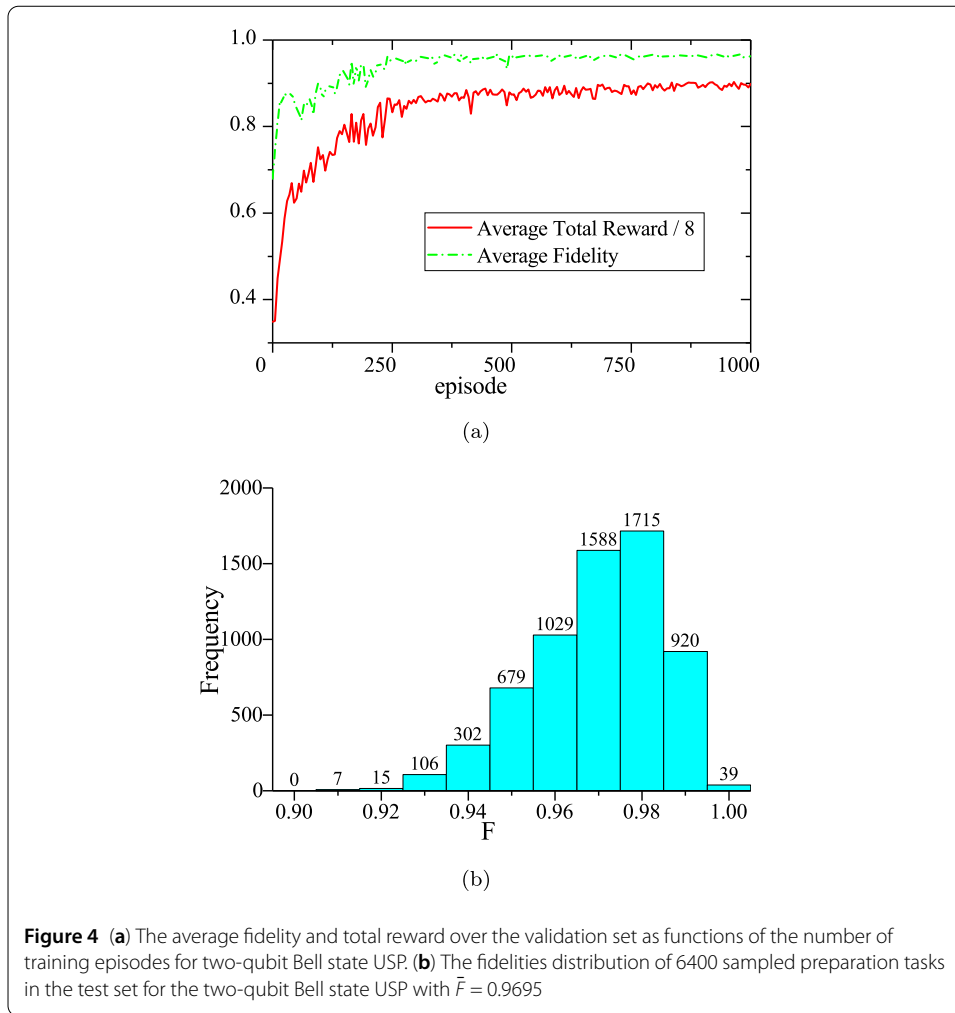 1.0
0.8
0.6
0.4
Average Total Reward / 8
Average Fidelity
0 250 500 750 1000
episode
(a)
2000
1500
1000
500
0
Frequency
0 7 15 106 302 679 1029 1588 1715 920 39
0.90 0.92 0.94 0.96 0.98 1.00
F
(b)
Figure 4 (a) The average fidelity and total reward over the validation set as functions of the number of
training episodes for two-qubit Bell state USP. (b) The fidelities distribution of 6400 sampled preparation tasks
in the test set for the two-qubit Bell state USP with F̄ = 0.9695